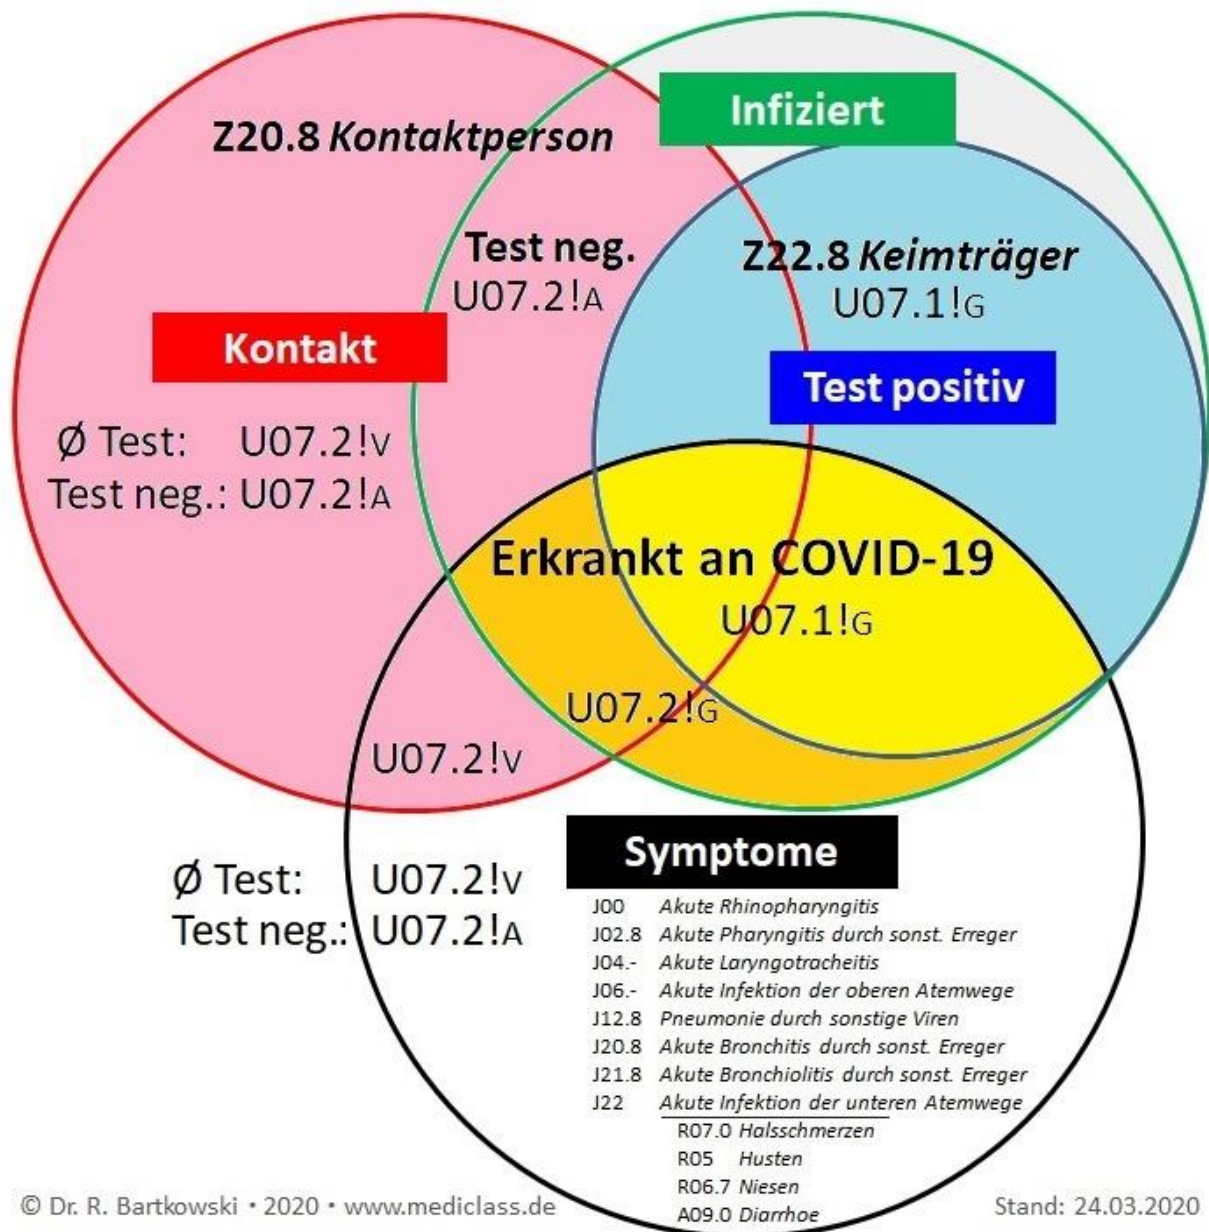 Infiziert
Z20.8 Kontaktperson
Test neg.
U07.2!A
Z22.8 Keimträger
U07.1!G
Kontakt
Test positiv
Ø Test: U07.2!V
Test neg.: U07.2!A
Erkrankt an COVID-19
U07.1!G
U07.2!G
U07.2!V
Symptome
Ø Test: U07.2!V
Test neg.: U07.2!A
J00 Akute Rhinopharyngitis
J02.8 Akute Pharyngitis durch sonst. Erreger
J04.- Akute Laryngotracheitis
J06.- Akute Infektion der oberen Atemwege
J12.8 Pneumonie durch sonstige Viren
J20.8 Akute Bronchitis durch sonst. Erreger
J21.8 Akute Bronchiolitis durch sonst. Erreger
J22 Akute Infektion der unteren Atemwege
R07.0 Halsschmerzen
R05 Husten
R06.7 Niesen
A09.0 Diarrhoe
© Dr. R. Bartkowski • 2020 • www.mediclass.de
Stand: 24.03.2020